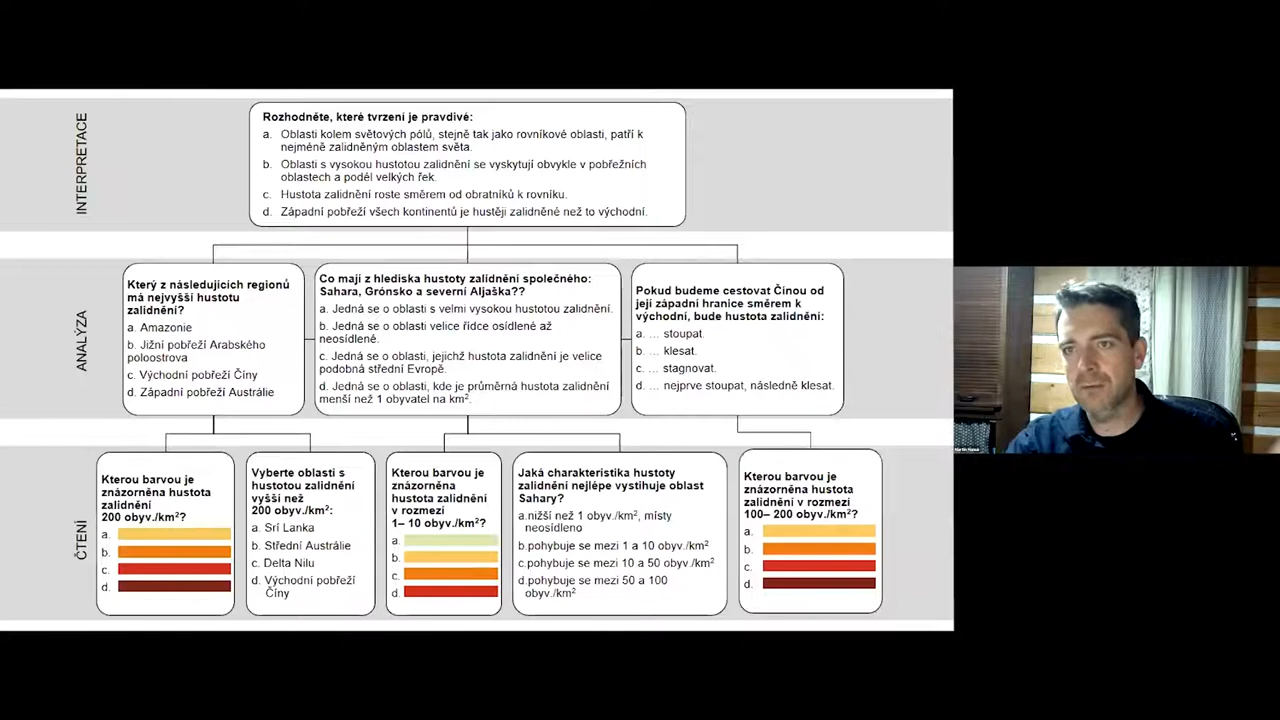 INTERPRETACE
Rozhodněte, které tvrzení je pravdivé:
a. Oblasti kolem světových pólů, stejně tak jako rovníkové oblasti, patří k
nejméně zalidněným oblastem světa.
b. Oblasti s vysokou hustotou zalidnění se vyskytují obvykle v pobřežních
oblastech a podél velkých řek.
c. Hustota zalidnění roste směrem od obratníků k rovníku.
d. Západní pobřeží všech kontinentů je hustěji zalidněné než to východní.
ANALÝZA
Který z následujících regionů
má nejvyšší hustotu
zalidnění?
a. Amazonie
b. Jižní pobřeží Arabského
poloostrova
c. Východní pobřeží Číny
d. Západní pobřeží Austrálie
Co mají z hlediska hustoty zalídnění společného:
Sahara, Grónsko a severní Aljaška??
a. Jedná se o oblasti s velmi vysokou hustotou zalidnění.
b. Jedná se o oblasti velice řídce osídlené až
neosídlené.
c. Jedná se o oblasti, jejichž hustota zalidnění je velice
podobná střední Evropě.
d. Jedná se o oblasti, kde je průměrná hustota zalidnění
menší než 1 obyvatel na km².
Pokud budeme cestovat Čínou od
její západní hranice směrem k
východní, bude hustota zalidnění:
a. … stoupat.
b. … klesat.
c. … stagnovat.
d. … nejprve stoupat, následně klesat.
ČTENÍ
Kterou barvou je
znázorněna hustota
zalidnění
200 obyv./km²?
a.
b.
c.
d.
Vyberte oblasti s
hustotou zalidnění
vyšší než
200 obyv./km²:
a. Srí Lanka
b. Střední Austrálie
c. Delta Nilu
d. Východní pobřeží
Číny
Kterou barvou je
znázorněna
hustota zalidnění
v rozmezí
1– 10 obyv./km²?
a.
b.
c.
d.
Jaká charakteristika hustoty
zalidnění nejlépe vystihuje oblast
Sahary?
a.nižší než 1 obyv./km², místy
neosídleno
b.pohybuje se mezi 1 a 10 obyv./km²
c.pohybuje se mezi 10 a 50 obyv./km²
d.pohybuje se mezi 50 a 100
obyv./km²
Kterou barvou je
znázorněna hustota
zalidnění v rozmezí
100– 200 obyv./km²?
a.
b.
c.
d.